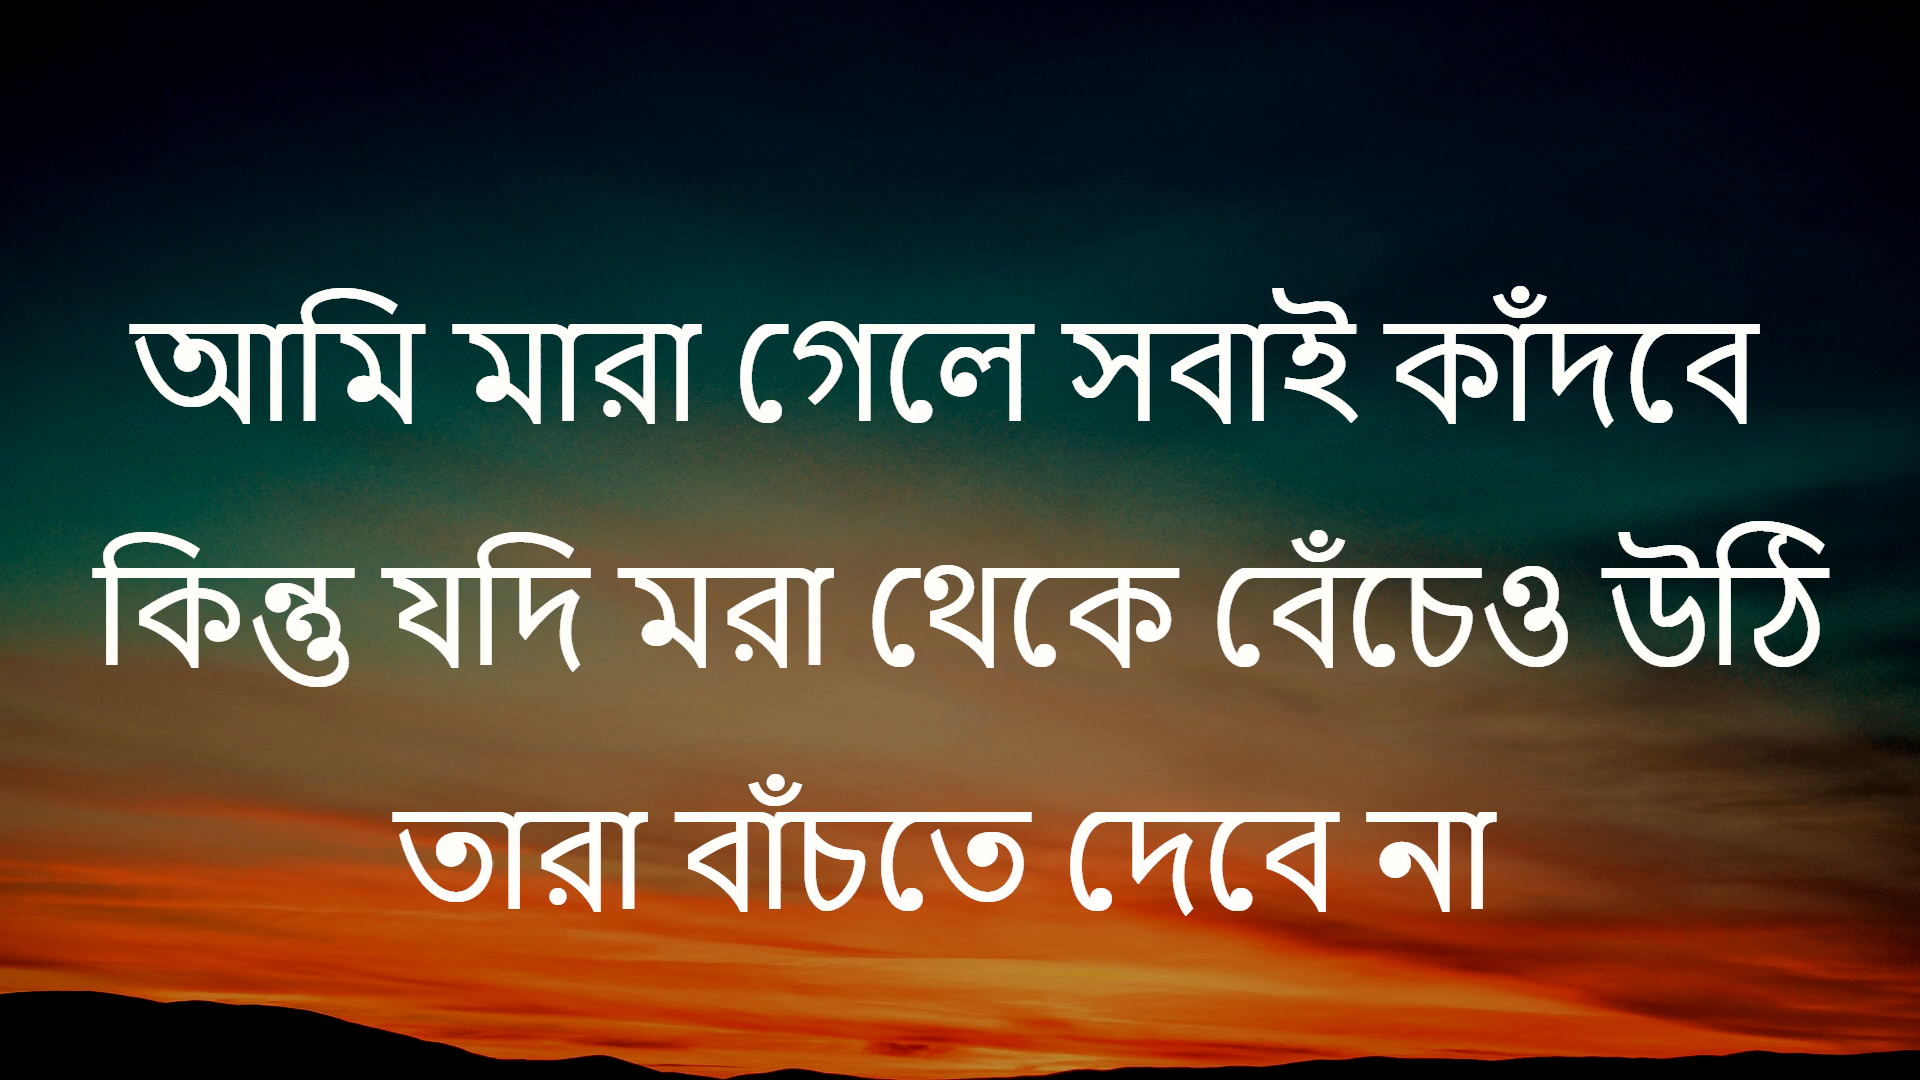 আমি মারা গেলে সবাই কাঁদবে
কিন্তু যদি মরা থেকে বেঁচেও উঠি
তারা বাঁচতে দেবে না